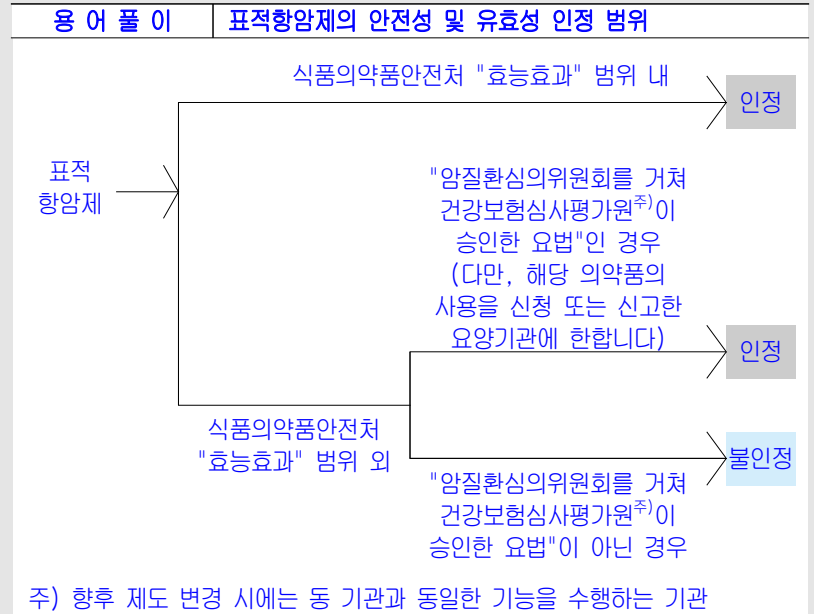 용 어 풀 이 표적항암제의 안전성 및 유효성 인정 범위
식품의약품안전처 "효능효과" 범위 내
인정
표적
항암제
"암질환심의위원회를 거쳐
건강보험심사평가원주)이
승인한 요법"인 경우
(다만, 해당 의약품의
사용을 신청 또는 신고한
요양기관에 한합니다)
인정
식품의약품안전처
"효능효과" 범위 외
불인정
"암질환심의위원회를 거쳐
건강보험심사평가원주)이
승인한 요법"이 아닌 경우
주) 향후 제도 변경 시에는 동 기관과 동일한 기능을 수행하는 기관